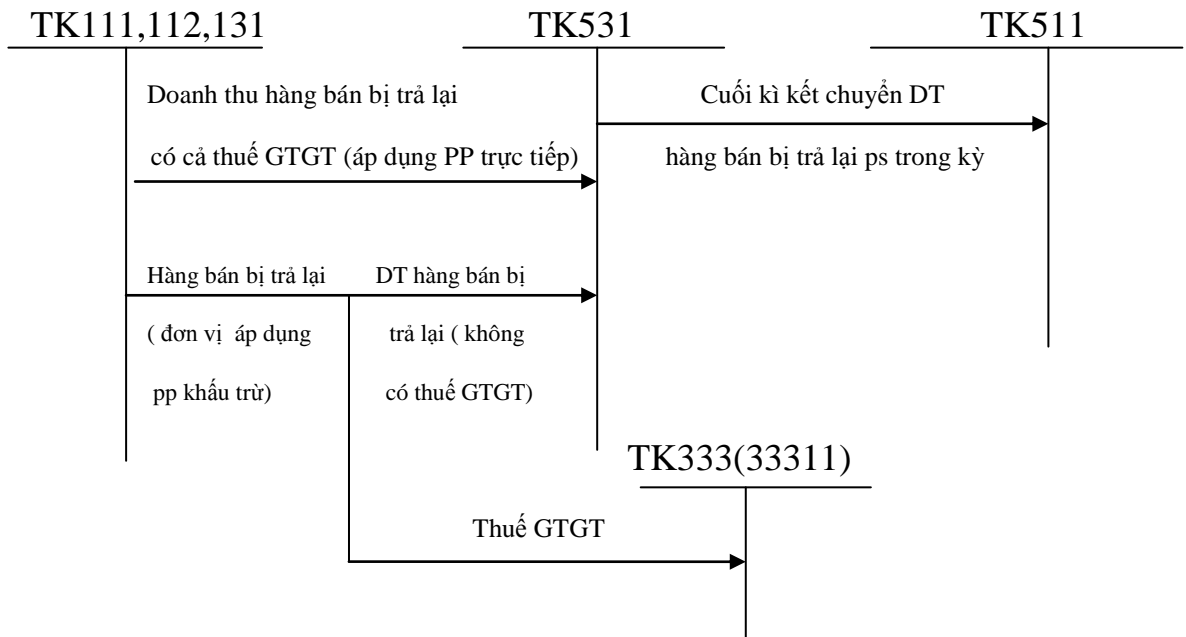 TK111,112,131
TK531
TK511
Doanh thu hàng bán bị trả lại
có cả thuế GTGT (áp dụng PP trực tiếp)
Cuối kì kết chuyển DT
hàng bán bị trả lại ps trong kỳ
Hàng bán bị trả lại
( đơn vị áp dụng
pp khấu trừ)
DT hàng bán bị
trả lại ( không
có thuế GTGT)
TK333(33311)
Thuế GTGT